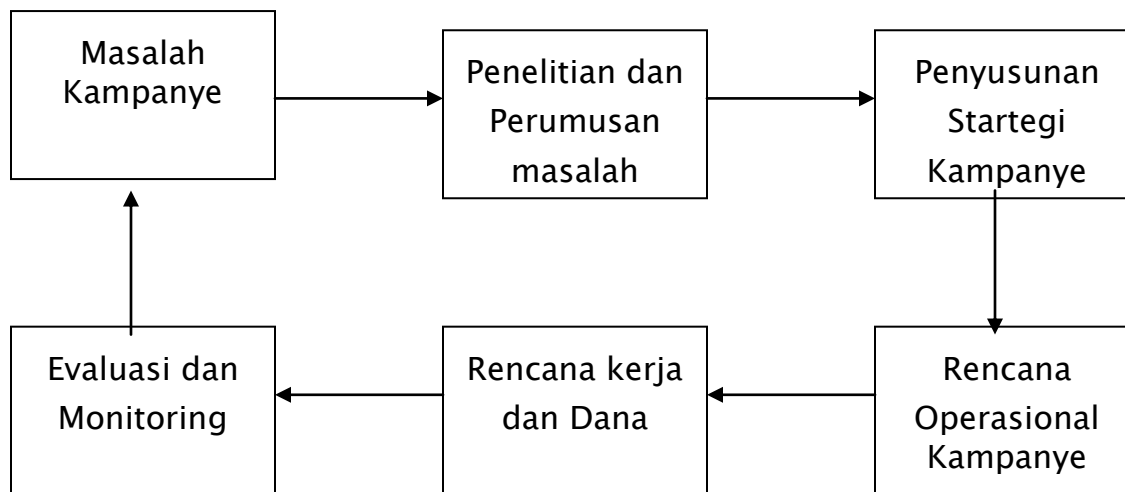 Masalah
Kampanye
Penelitian dan
Perumusan
masalah
Penyusunan
Startegi
Kampanye
Rencana
Operasional
Kampanye
Rencana kerja
dan Dana
Evaluasi dan
Monitoring